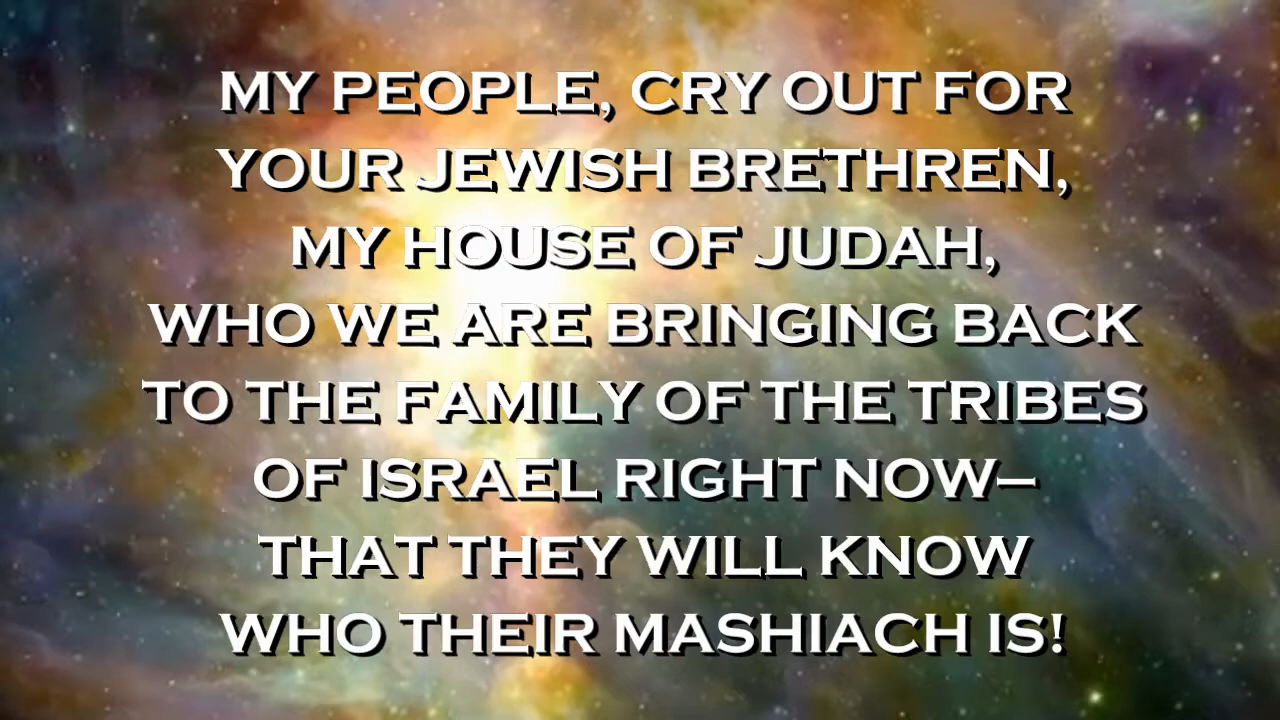 MY PEOPLE, CRY OUT FOR
YOUR JEWISH BRETHREN,
MY HOUSE OF JUDAH,
WHO WE ARE BRINGING BACK
TO THE FAMILY OF THE TRIBES
OF ISRAEL RIGHT NOW–
THAT THEY WILL KNOW
WHO THEIR MASHIACH IS!